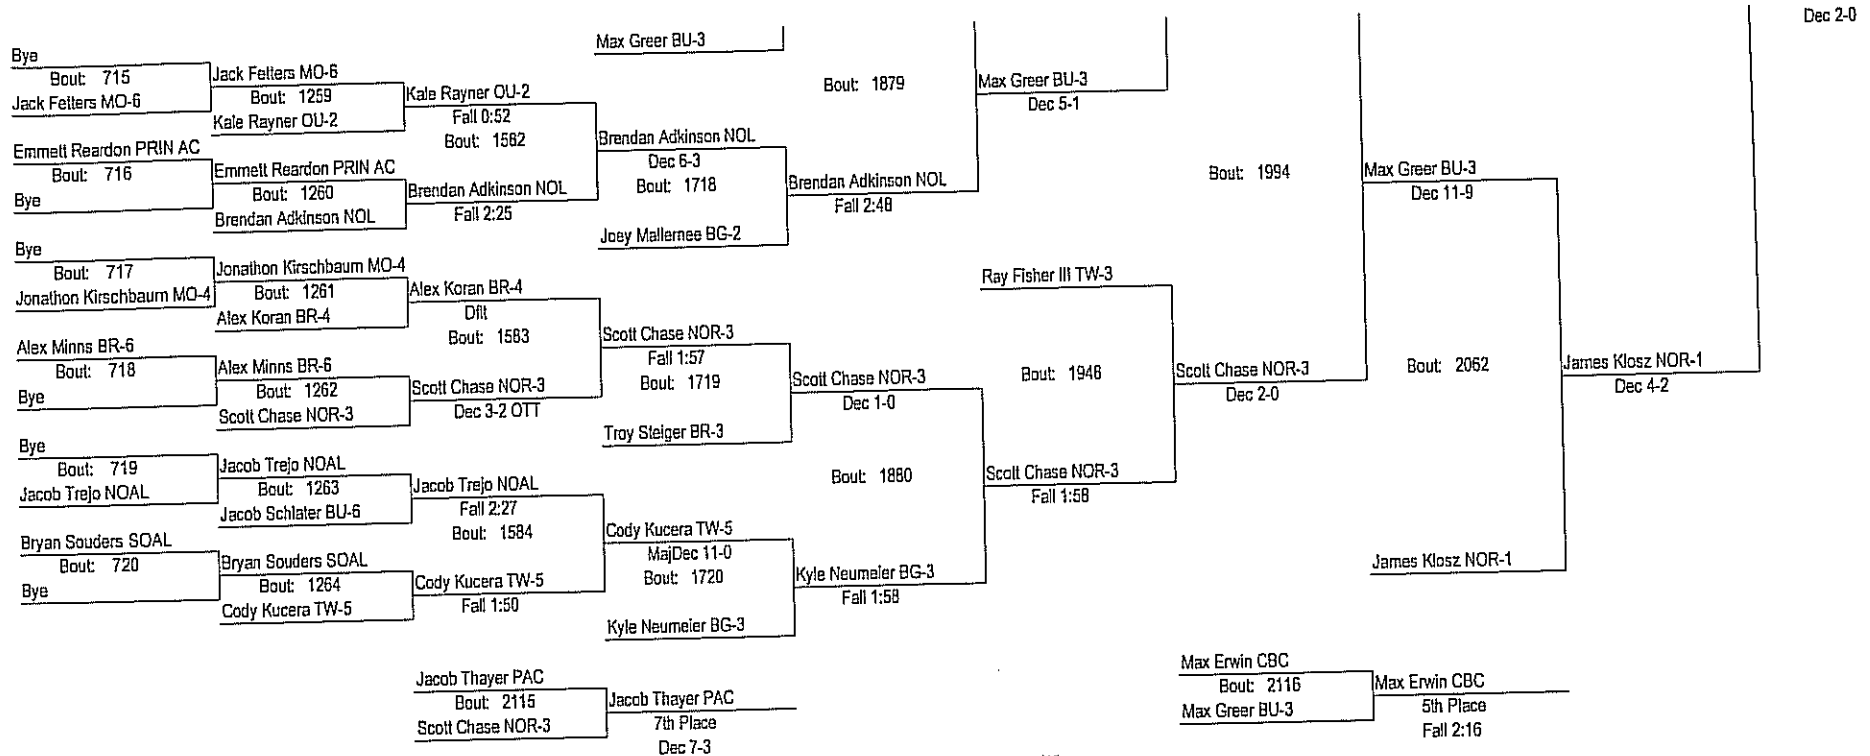 Dec 2-0
Max Greer BU-3
Bye
Bout: 715
Jack Fetters MO-6
Jack Fetters MO-6
Bout: 1259
Kale Rayner OU-2
Kale Rayner OU-2
Fall 0:52
Bout: 1582
Emmett Reardon PRIN AC
Bout: 716
Bye
Emmett Reardon PRIN AC
Bout: 1260
Brendan Adkinson NOL
Brendan Adkinson NOL
Fall 2:25
Brendan Adkinson NOL
Dec 6-3
Bout: 1718
Joey Mallernee BG-2
Brendan Adkinson NOL
Fall 2:48
Bout: 1879
Max Greer BU-3
Dec 5-1
Bye
Bout: 717
Jonathon Kirschbaum MO-4
Jonathon Kirschbaum MO-4
Bout: 1261
Alex Koran BR-4
Alex Koran BR-4
Dflt
Bout: 1583
Alex Minns BR-6
Bout: 718
Bye
Alex Minns BR-6
Bout: 1262
Scott Chase NOR-3
Scott Chase NOR-3
Dec 3-2 OTT
Scott Chase NOR-3
Fall 1:57
Bout: 1719
Troy Steiger BR-3
Scott Chase NOR-3
Dec 1-0
Bye
Bout: 719
Jacob Trejo NOAL
Jacob Trejo NOAL
Bout: 1263
Jacob Schlater BU-6
Jacob Trejo NOAL
Fall 2:27
Bout: 1584
Bryan Souders SOAL
Bout: 720
Bye
Bryan Souders SOAL
Bout: 1264
Cody Kucera TW-5
Cody Kucera TW-5
Fall 1:50
Cody Kucera TW-5
MajDec 11-0
Bout: 1720
Kyle Neumeier BG-3
Kyle Neumeier BG-3
Fall 1:58
Bout: 1880
Scott Chase NOR-3
Fall 1:58
Ray Fisher III TW-3
Bout: 1946
Scott Chase NOR-3
Dec 2-0
Bout: 1994
Max Greer BU-3
Dec 11-9
Bout: 2062
James Klosz NOR-1
James Klosz NOR-1
Dec 4-2
Jacob Thayer PAC
Bout: 2115
Scott Chase NOR-3
Jacob Thayer PAC
7th Place
Dec 7-3
Max Erwin CBC
Bout: 2116
Max Greer BU-3
Max Erwin CBC
5th Place
Fall 2:16